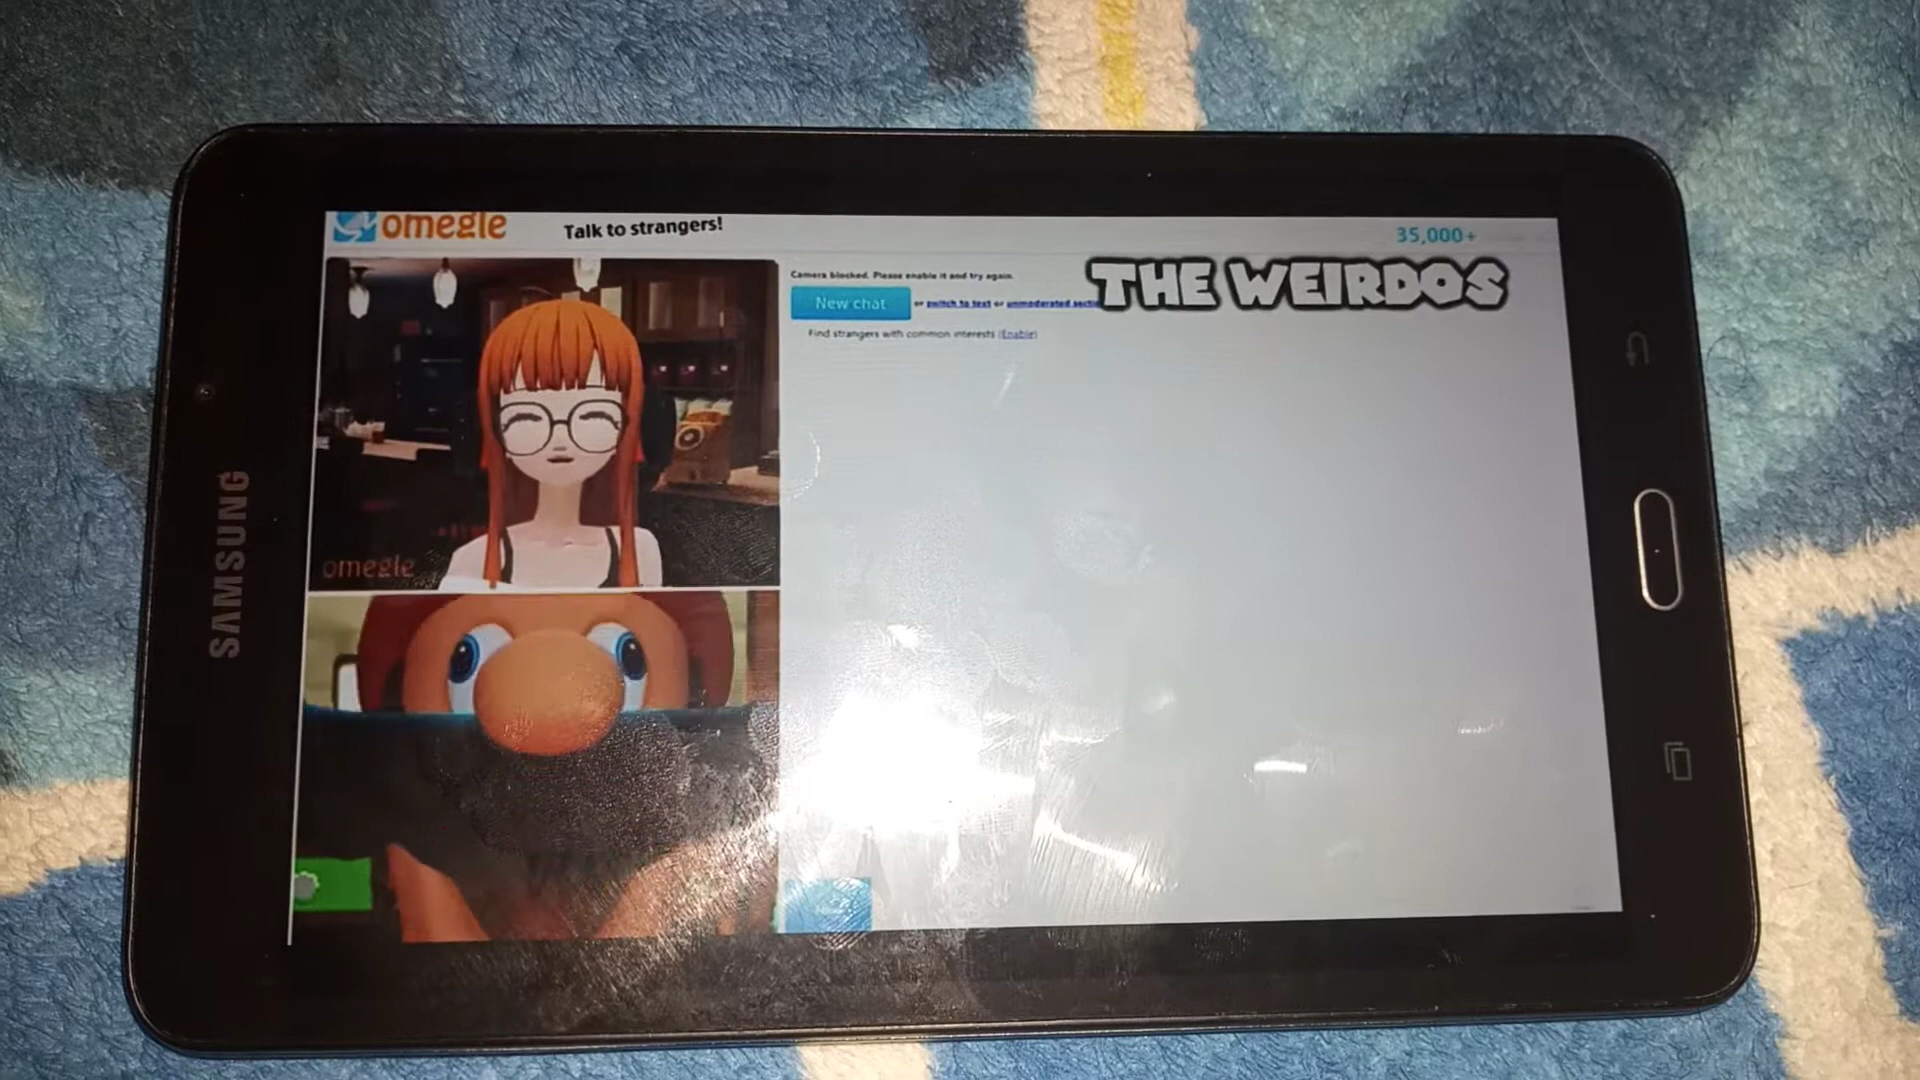 omegle
Talk to strangers!
35,000+
Camera blocked. Please enable it and try again.
THE WEIRDOS
New chat or switch to text or unmoderated
Find strangers with common interests (Enable)
omegle
SAMSUNG